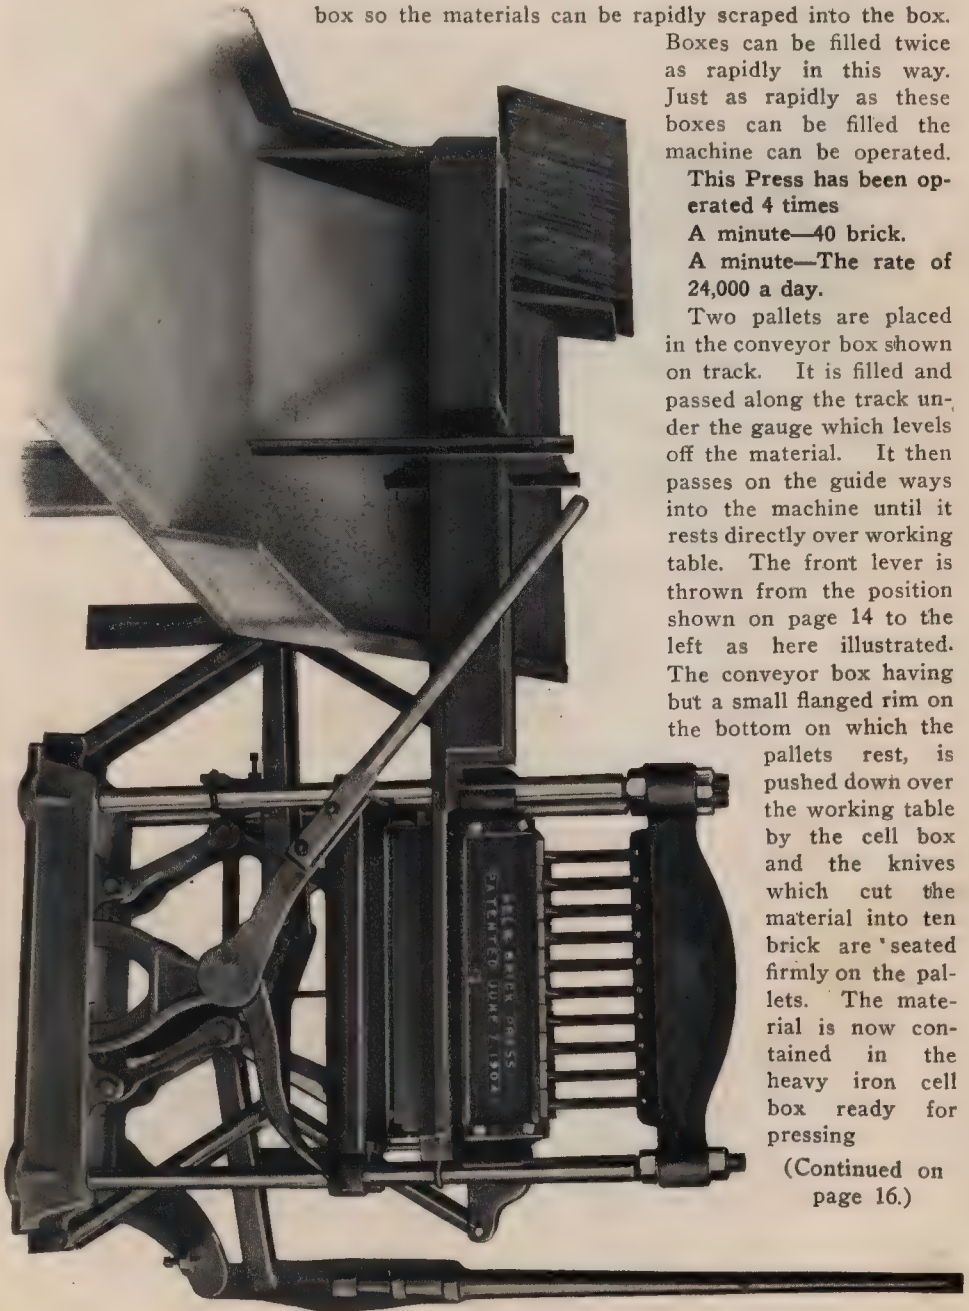 box so the materials can be rapidly scraped into the box.
Boxes can be filled twice
as rapidly in this way.
Just as rapidly as these
boxes can be filled the
machine can be operated.
This Press has been op-
erated 4 times
A minute—40 brick.
A minute—The rate of
24,000 a day.
Two pallets are placed
in the conveyor box shown
on track. It is filled and
passed along the track un-
der the gauge which levels
off the material. It then
passes on the guide ways
into the machine until it
rests directly over working
table. The front lever is
thrown from the position
shown on page 14 to the
left as here illustrated.
The conveyor box having
but a small flanged rim on
the bottom on which the
pallets rest, is
pushed down over
the working table
by the cell box
and the knives
which cut the
material into ten
brick are seated
firmly on the pal-
lets. The mate-
rial is now con-
tained in the
heavy iron cell
box ready for
pressing
(Continued on
page 16.)
BRICK PRESS
PATENTED JUNE 7, 1904